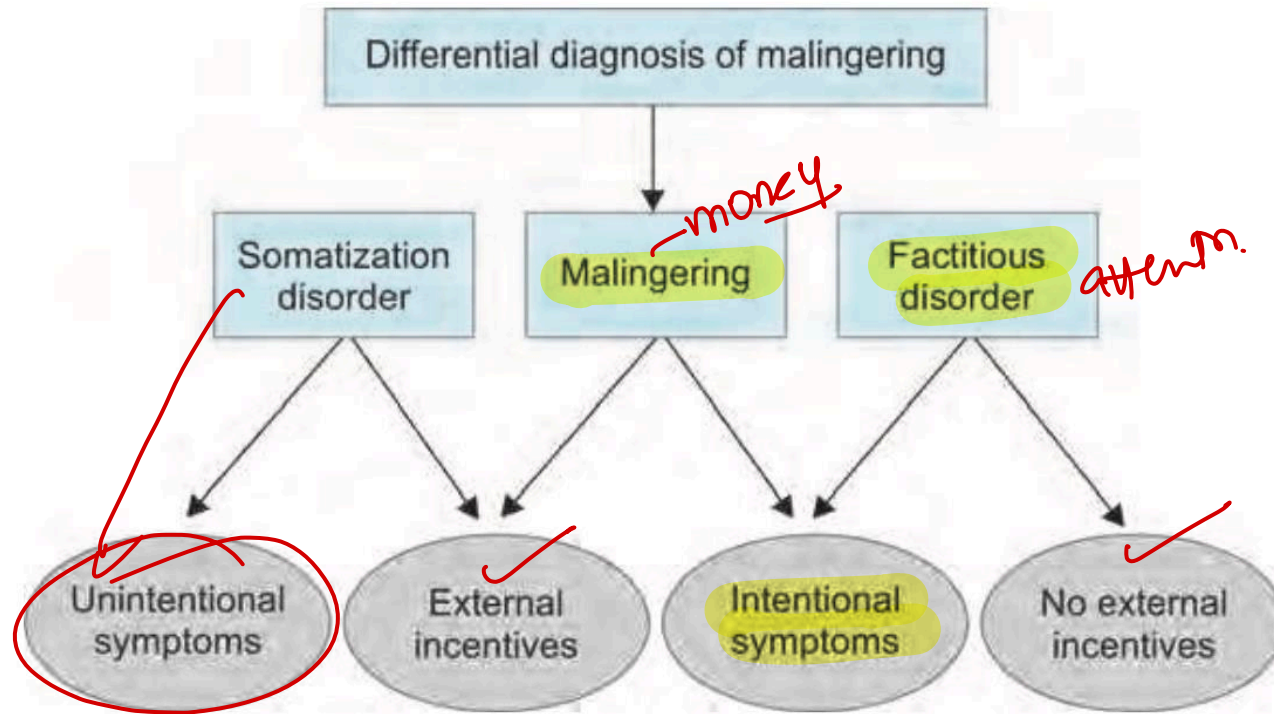 Differential diagnosis of malingering
money
Somatization
disorder
Malingering
Factitious
disorder
Unintentional
symptoms
External
incentives
Intentional
symptoms
No external
incentives